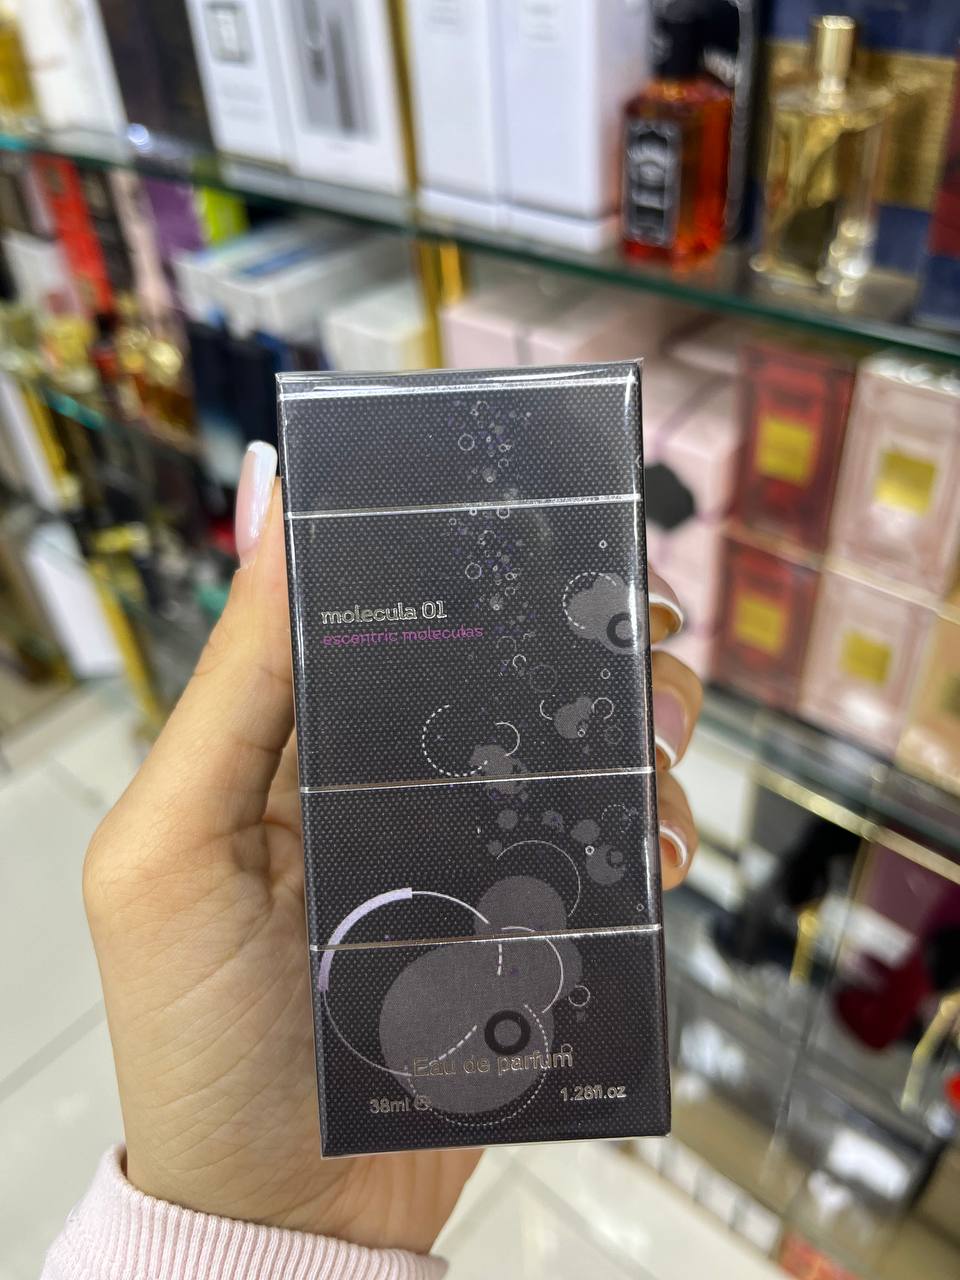 molecula 01
escentric moleculas
Eau de parfum
38ml ℮.
1.28fl.oz